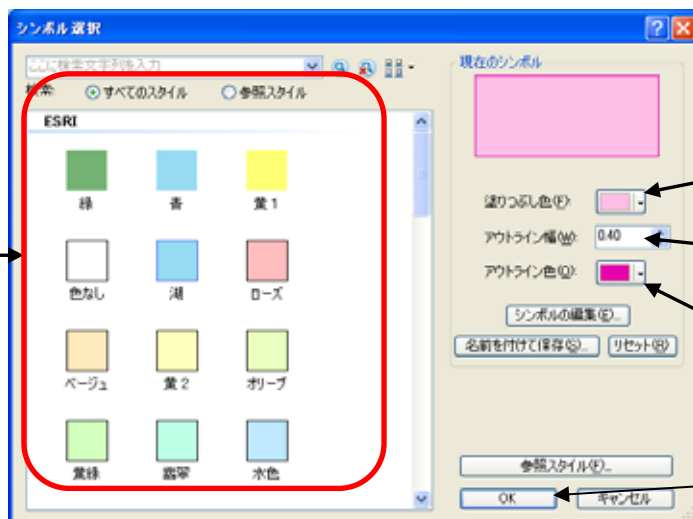 シンボル選択
ここに検索文字列を入力
検索: すべてのスタイル 参照スタイル
ESRI
緑 青 黄1
色なし 湖 ローズ
ベージュ 黄2 オリーブ
黄緑 翡翠 水色
現在のシンボル
塗りつぶし色(F):
アウトライン幅(W): 0.40
アウトライン色(O):
シンボルの編集(E)...
名前を付けて保存(S)... リセット(R)
参照スタイル(F)...
OK キャンセル